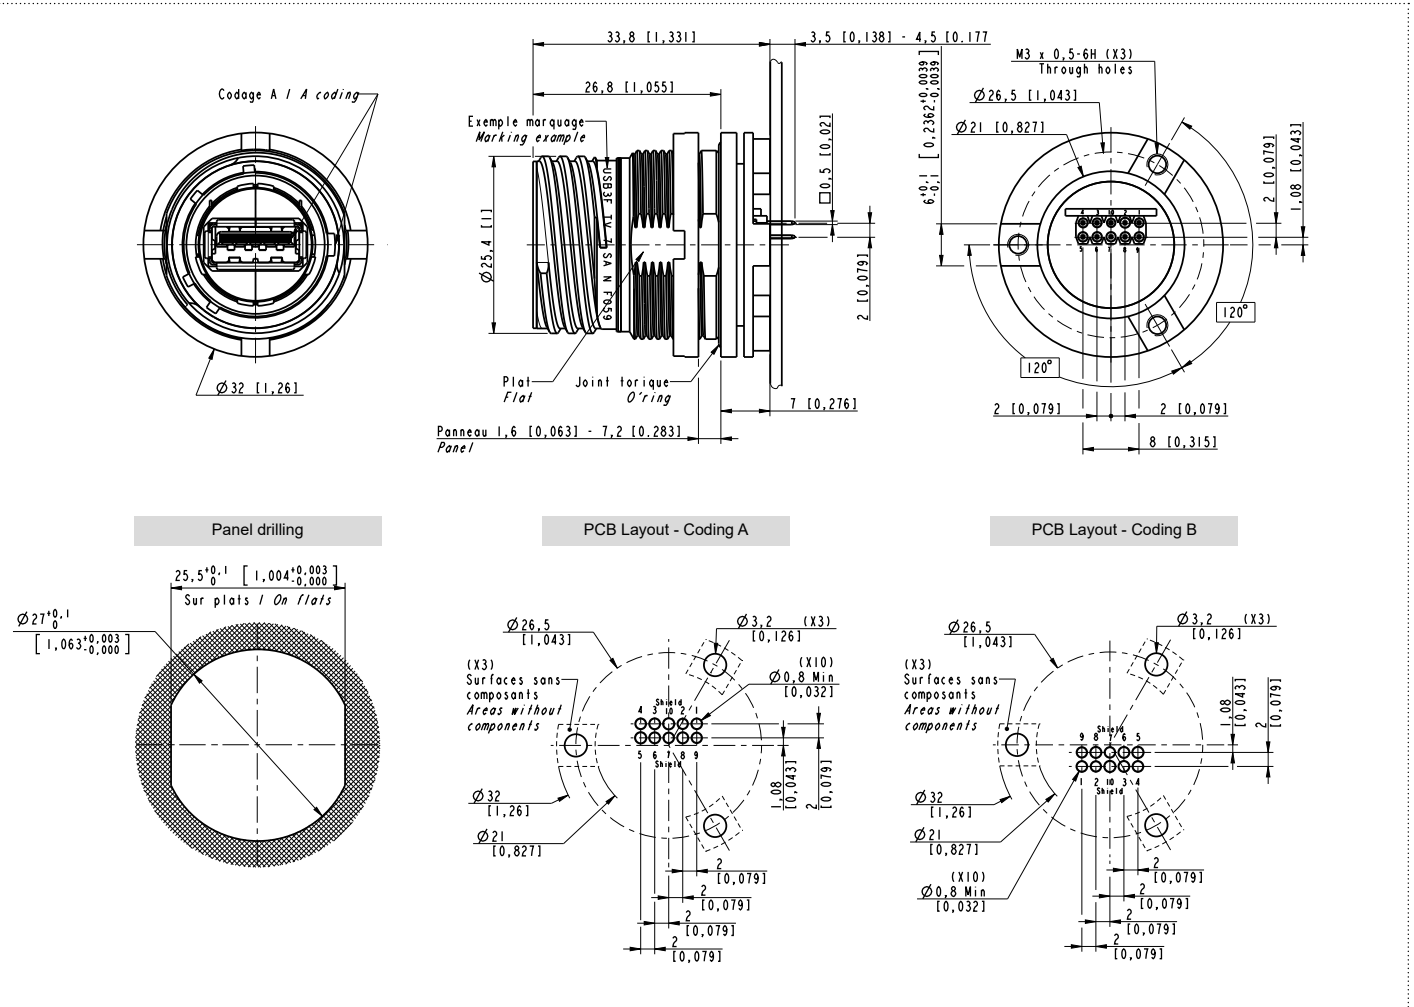 Codage A / A coding
Ø32 [1,26]
33,8 [1,331]
3,5 [0,138] - 4,5 [0.177
26,8 [1,055]
Exemple marquage
Marking example
Ø25,4 [1]
USB3F TV 7 SA N F059
□0,5 [0,02]
2 [0,079]
Plat
Flat
Joint torique
O'ring
7 [0,276]
Panneau 1,6 [0,063] - 7,2 [0.283]
Panel
M3 x 0,5-6H (X3)
Through holes
Ø26,5 [1,043]
Ø21 [0,827]
6 +0,1 -0,1 [ 0,2362 +0,0039 -0,0039 ]
4 3 10 2 1
5 6 7 8 9
2 [0,079]
1,08 [0,043]
120°
120°
2 [0,079]
2 [0,079]
8 [0,315]
Panel drilling
PCB Layout - Coding A
PCB Layout - Coding B
25,5 +0,1 0 [ 1,004 +0,003 -0,000 ]
Sur plats / On flats
Ø27 +0,1 0
[ 1,063 +0,003 -0,000 ]
Ø26,5
[1,043]
Ø3,2 (X3)
[0,126]
(X3)
Surfaces sans
composants
Areas without
components
(X10)
Ø0,8 Min
[0,032]
Shield
4 3 10 2 1
5 6 7 8 9
Shield
1,08
[0,043]
2
[0,079]
Ø32
[1,26]
Ø21
[0,827]
2
[0,079]
2
[0,079]
2
[0,079]
2
[0,079]
Ø26,5
[1,043]
Ø3,2 (X3)
[0,126]
(X3)
Surfaces sans
composants
Areas without
components
1,08
[0,043]
2
[0,079]
Shield
9 8 7 6 5
1 2 10 3 4
Shield
Ø32
[1,26]
Ø21
[0,827]
(X10)
Ø0,8 Min
[0,032]
2
[0,079]
2
[0,079]
2
[0,079]
2
[0,079]